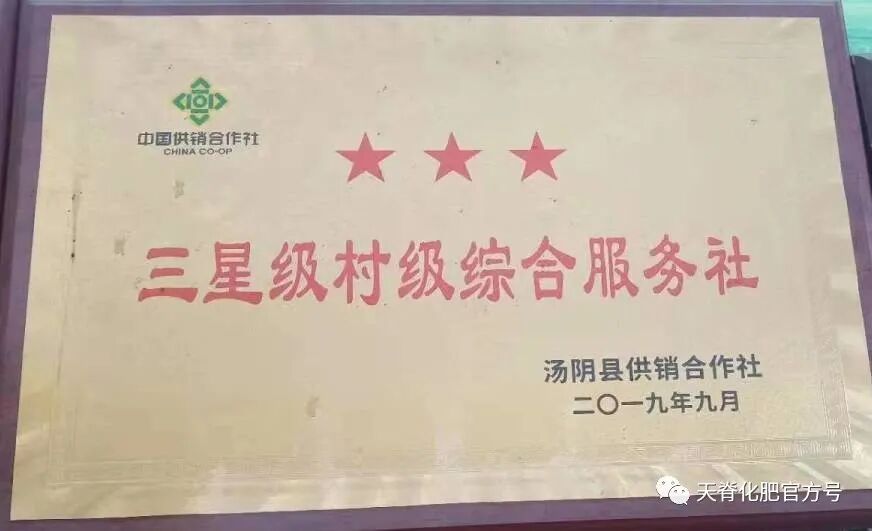 中国供销合作社
CHINA CO-OP
三星级村级综合服务社
汤阴县供销合作社
二〇一九年九月
天脊化肥官方号